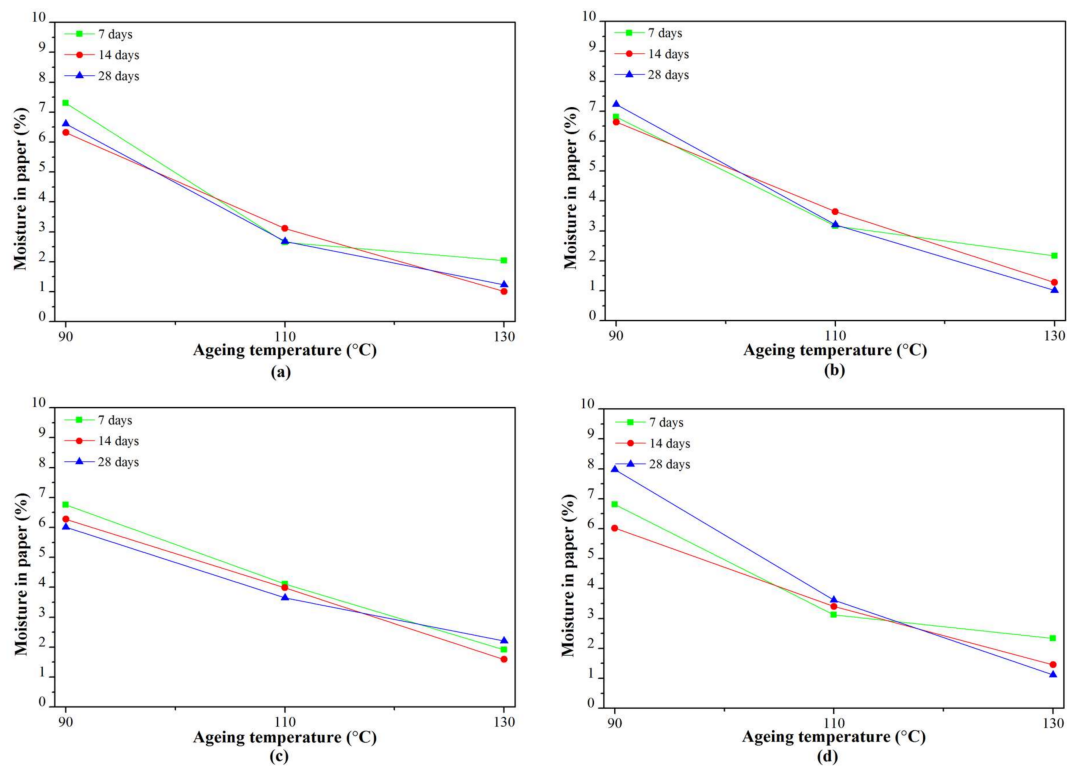 10
9
8
7
6
5
4
3
2
1
0
Moisture in paper (%)
7 days
14 days
28 days
90
110
130
Ageing temperature (°C)
(a)
10
9
8
7
6
5
4
3
2
1
0
Moisture in paper (%)
7 days
14 days
28 days
90
110
130
Ageing temperature (°C)
(b)
10
9
8
7
6
5
4
3
2
1
0
Moisture in paper (%)
7 days
14 days
28 days
90
110
130
Ageing temperature (°C)
(c)
10
9
8
7
6
5
4
3
2
1
0
Moisture in paper (%)
7 days
14 days
28 days
90
110
130
Ageing temperature (°C)
(d)